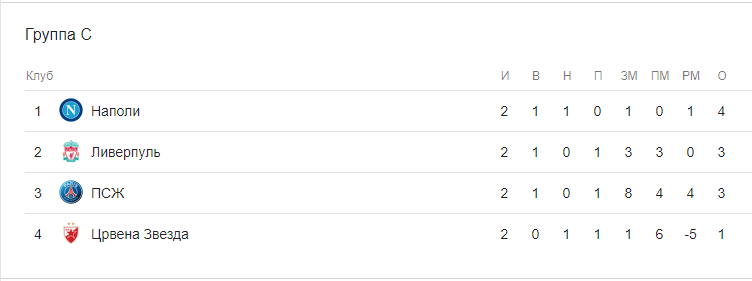 Группа C
Клуб И В Н П ЗМ ПМ РМ О
1 Наполи 2 1 1 0 1 0 1 4
2 Ливерпуль 2 1 0 1 3 3 0 3
3 ПСЖ 2 1 0 1 8 4 4 3
4 Црвена Звезда 2 0 1 1 1 6 -5 1